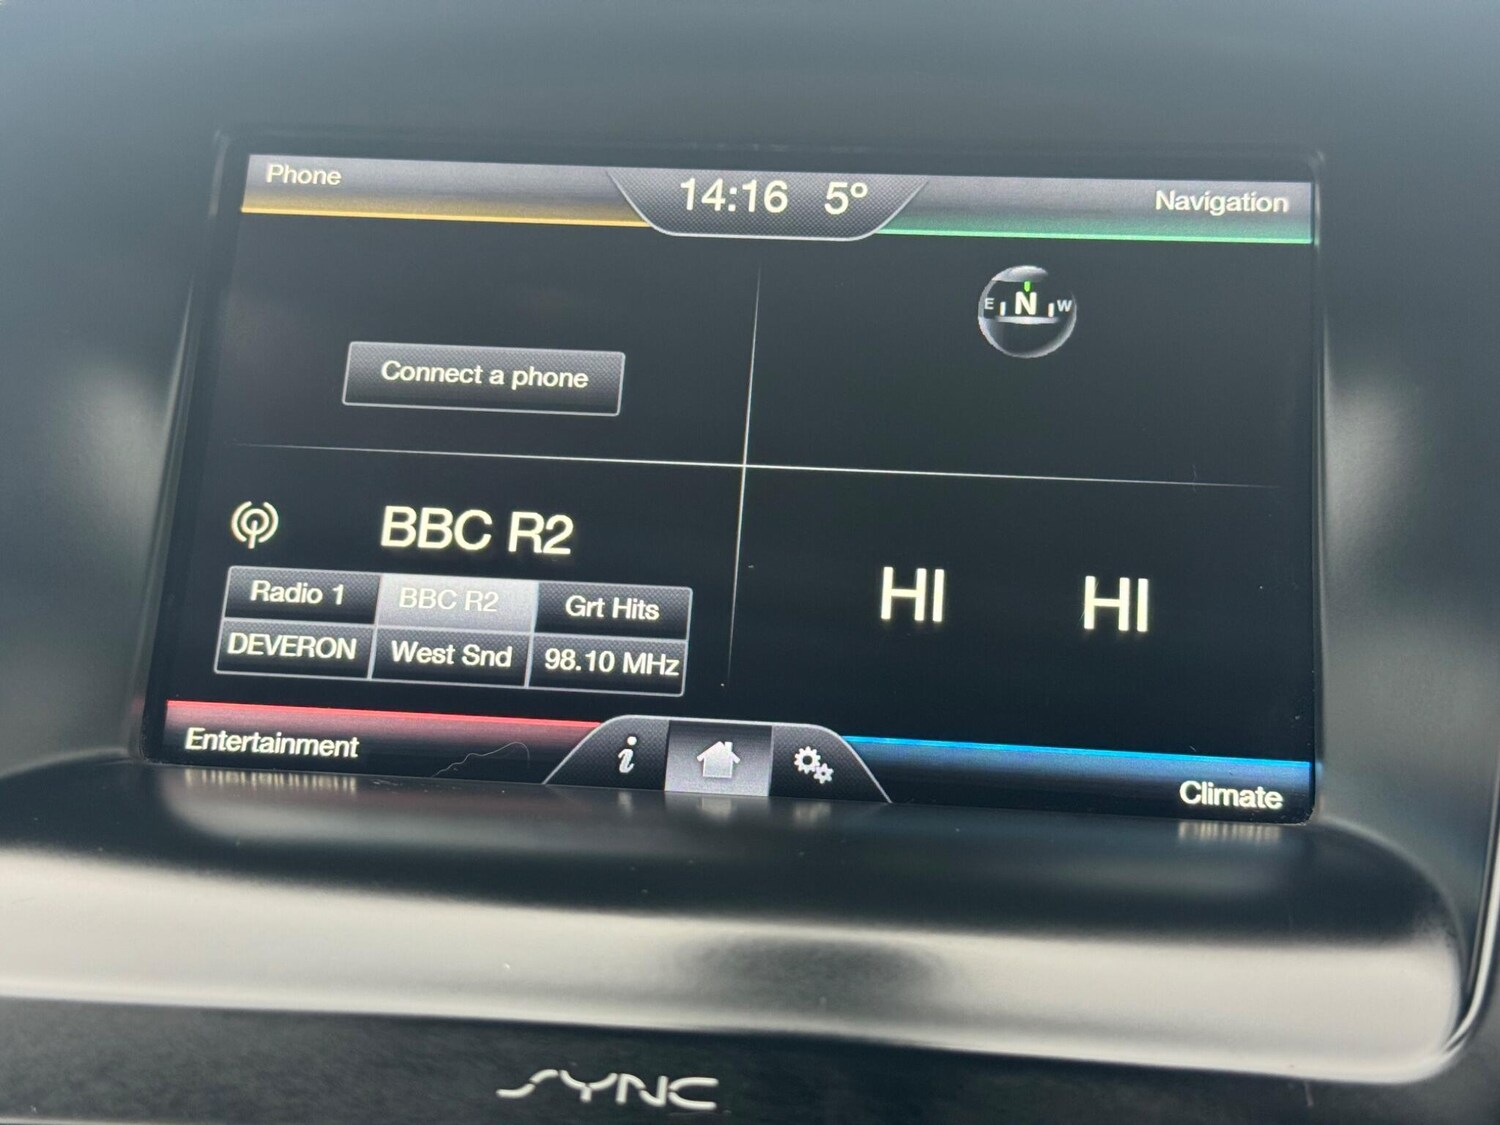 Phone
14:16 5°
Navigation
E N W
Connect a phone
BBC R2
Radio 1 BBC R2 Grt Hits
DEVERON West Snd 98.10 MHz
HI HI
Entertainment
i
Climate
SYNC